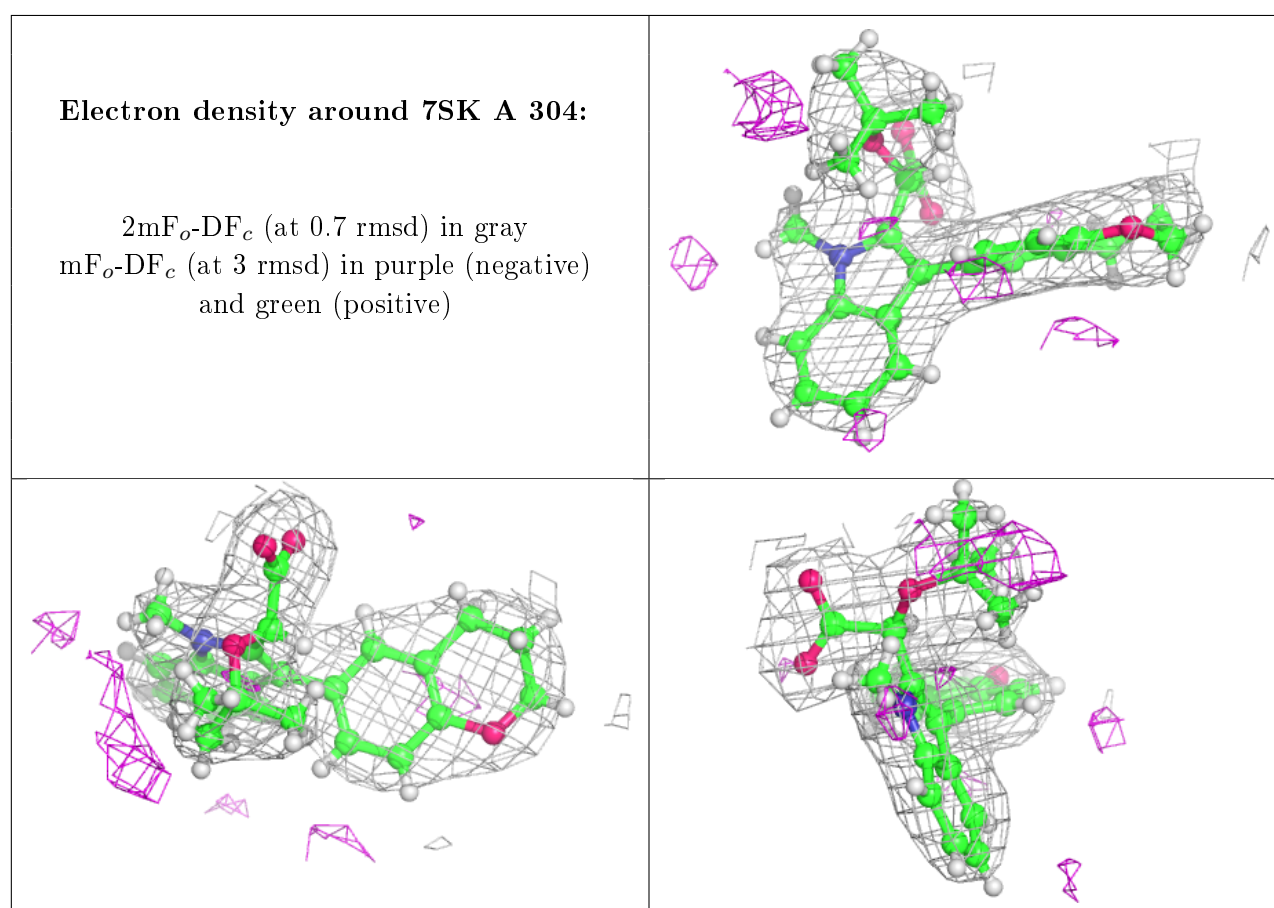 Electron density around 7SK A 304:
2mFo-DFc (at 0.7 rmsd) in gray
mFo-DFc (at 3 rmsd) in purple (negative)
and green (positive)